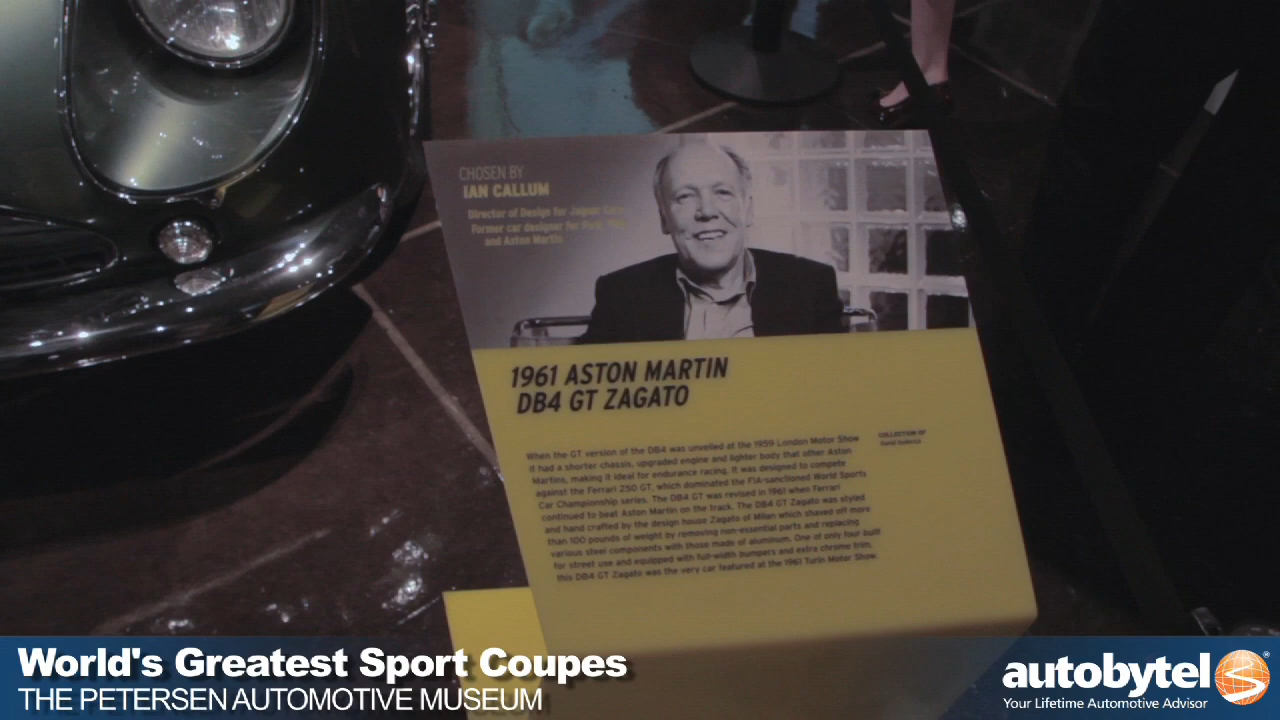 CHOSEN BY
IAN CALLUM
Director of Design for Jaguar Cars
Former car designer for Ford,
and Aston Martin
1961 ASTON MARTIN
DB4 GT ZAGATO
When the GT version of the DB4 was unveiled at the 1959 London Motor Show
it had a shorter chassis, upgraded engine and lighter body that other Aston
Martins, making it ideal for endurance racing. It was designed to compete
against the Ferrari 250 GT, which dominated the FIA-sanctioned World Sports
Car Championship series. The DB4 GT was revised in 1961 when Ferrari
continued to beat Aston Martin on the track. The DB4 GT Zagato was styled
and hand crafted by the design house Zagato of Milan which shaved off more
than 100 pounds of weight by removing non-essential parts and replacing
various steel components with those made of aluminum. One of only four built
for street use and equipped with full-width bumpers and extra chrome trim,
this DB4 GT Zagato was the very car featured at the 1961 Turin Motor Show.
COLLECTION OF
David
World's Greatest Sport Coupes
THE PETERSEN AUTOMOTIVE MUSEUM
autobytel
Your Lifetime Automotive Advisor